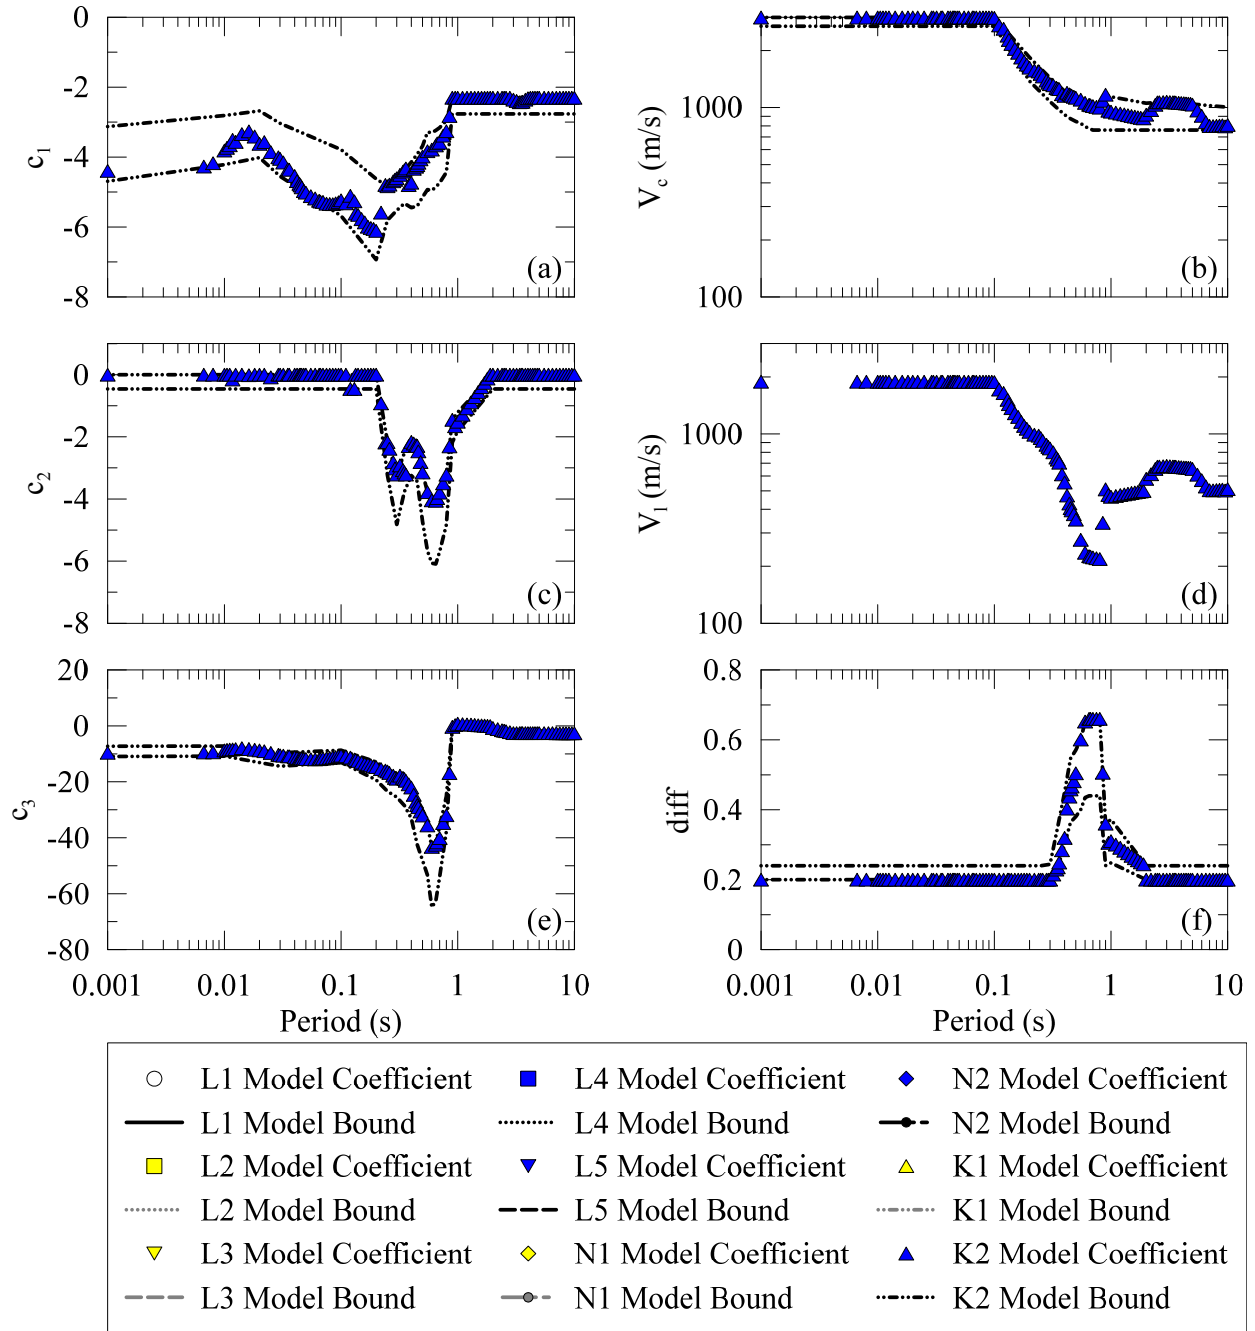 0
-2
-4
-6
-8
c1
(a)
1000
100
Vc (m/s)
(b)
0
-2
-4
-6
-8
c2
(c)
1000
100
Vl (m/s)
(d)
20
0
-20
-40
-60
-80
c3
(e)
0.001 0.01 0.1 1 10
Period (s)
0.8
0.6
0.4
0.2
0
diff
(f)
0.001 0.01 0.1 1 10
Period (s)
L1 Model Coefficient
L1 Model Bound
L2 Model Coefficient
L2 Model Bound
L3 Model Coefficient
L3 Model Bound
L4 Model Coefficient
L4 Model Bound
L5 Model Coefficient
L5 Model Bound
N1 Model Coefficient
N1 Model Bound
N2 Model Coefficient
N2 Model Bound
K1 Model Coefficient
K1 Model Bound
K2 Model Coefficient
K2 Model Bound